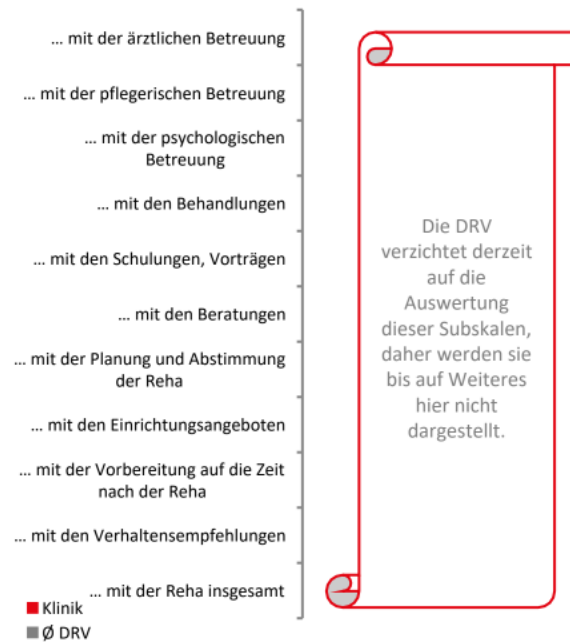 ... mit der ärztlichen Betreuung
... mit der pflegerischen Betreuung
... mit der psychologischen
Betreuung
... mit den Behandlungen
... mit den Schulungen, Vorträgen
... mit den Beratungen
... mit der Planung und Abstimmung
der Reha
... mit den Einrichtungsangeboten
... mit der Vorbereitung auf die Zeit
nach der Reha
... mit den Verhaltensempfehlungen
... mit der Reha insgesamt
Klinik
Ø DRV
Die DRV
verzichtet derzeit
auf die
Auswertung
dieser Subskalen,
daher werden sie
bis auf Weiteres
hier nicht
dargestellt.